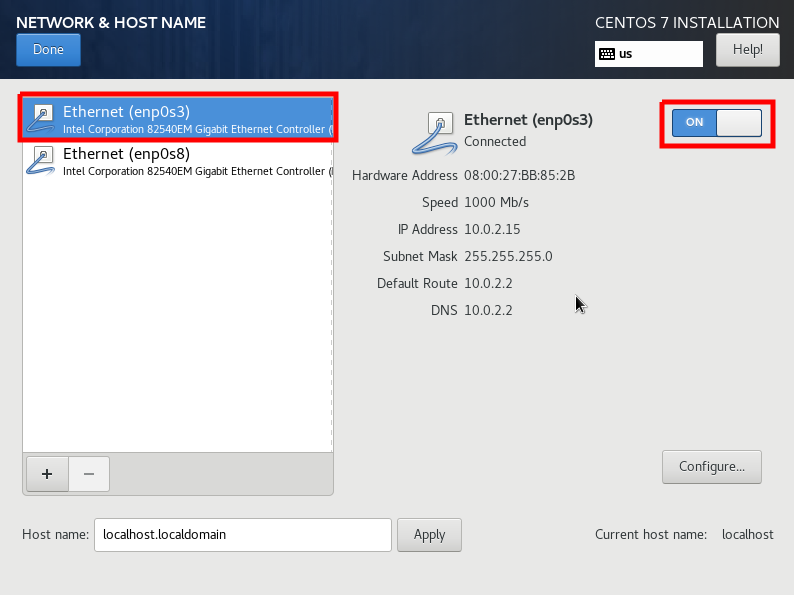 NETWORK & HOST NAME
CENTOS 7 INSTALLATION
Done
us
Help!
Ethernet (enp0s3)
Intel Corporation 82540EM Gigabit Ethernet Controller (
Ethernet (enp0s8)
Intel Corporation 82540EM Gigabit Ethernet Controller (
Ethernet (enp0s3)
Connected
ON
Hardware Address 08:00:27:BB:85:2B
Speed 1000 Mb/s
IP Address 10.0.2.15
Subnet Mask 255.255.255.0
Default Route 10.0.2.2
DNS 10.0.2.2
+ −
Configure...
Host name: localhost.localdomain Apply
Current host name: localhost